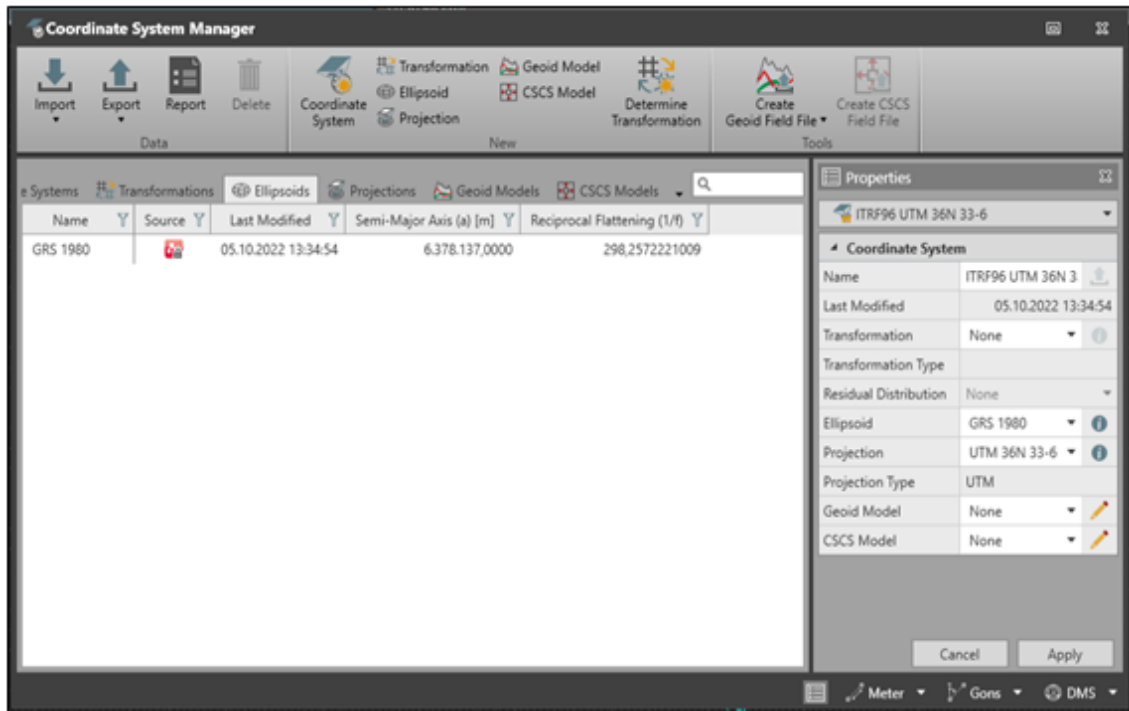 Coordinate System Manager
Import
Export
Report
Delete
Data
Coordinate System
Transformation
Ellipsoid
Projection
Geoid Model
CSCS Model
Determine Transformation
New
Create Geoid Field File
Create CSCS Field File
Tools
e Systems Transformations Ellipsoids Projections Geoid Models CSCS Models
Name Source Last Modified Semi-Major Axis (a) [m] Reciprocal Flattening (1/f)
GRS 1980 05.10.2022 13:34:54 6.378.137,0000 298,2572221009
Properties
ITRF96 UTM 36N 33-6
Coordinate System
Name ITRF96 UTM 36N 3
Last Modified 05.10.2022 13:34:54
Transformation None
Transformation Type
Residual Distribution None
Ellipsoid GRS 1980
Projection UTM 36N 33-6
Projection Type UTM
Geoid Model None
CSCS Model None
Cancel Apply
Meter Gons DMS